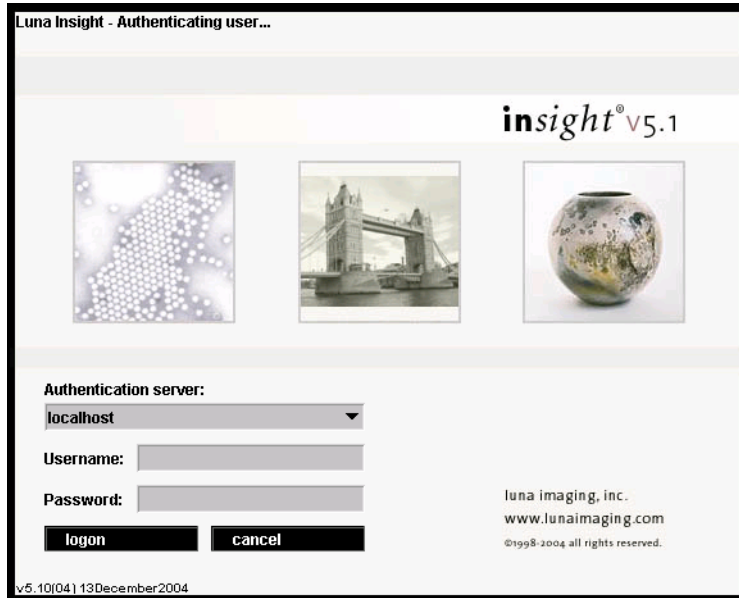 Luna Insight - Authenticating user...
insight® v5.1
Authentication server:
localhost
Username:
Password:
logon cancel
luna imaging, inc.
www.lunaimaging.com
©1998-2004 all rights reserved.
v5.10(04) 13December2004